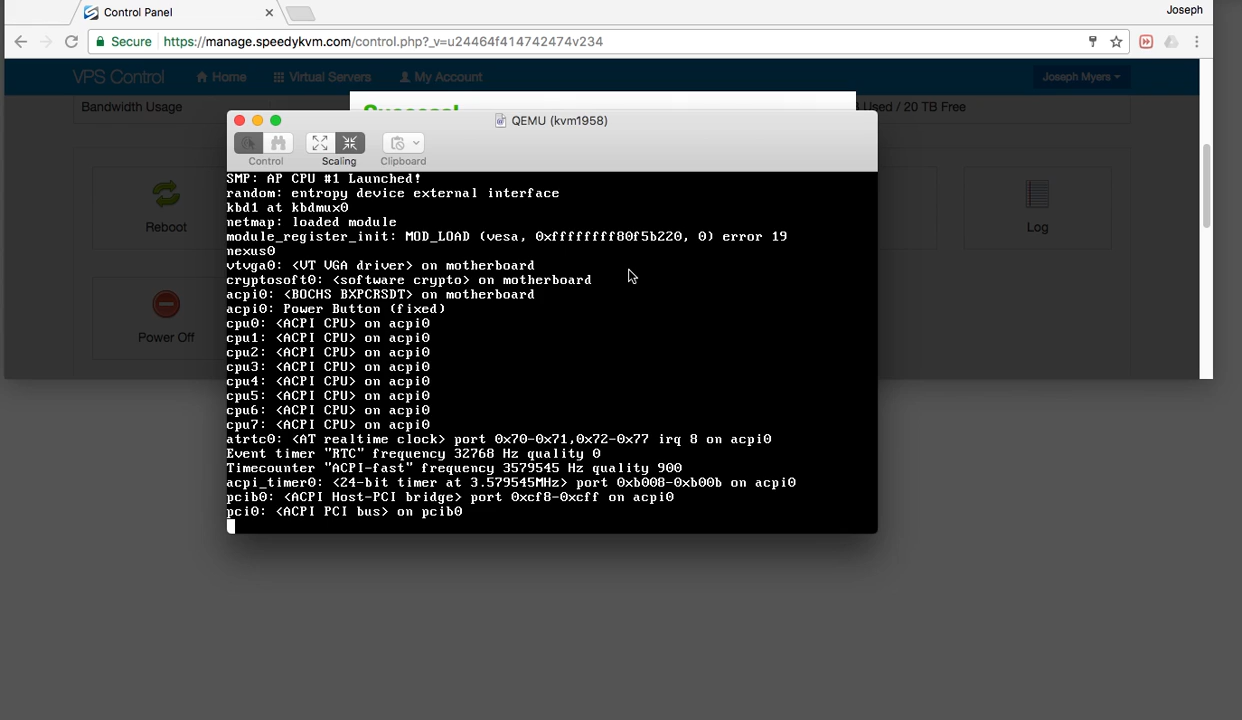 Control Panel
Joseph
Secure https://manage.speedykvm.com/control.php?_v=u24464f414742474v234
VPS Control Home Virtual Servers My Account Joseph Myers
Bandwidth Usage Used / 20 TB Free
Success!
QEMU (kvm1958)
Control Scaling Clipboard
Reboot
Log
Power Off
SMP: AP CPU #1 Launched!
random: entropy device external interface
kbd1 at kbdmux0
netmap: loaded module
module_register_init: MOD_LOAD (vesa, 0xffffffff80f5b220, 0) error 19
nexus0
vtvga0: <VT VGA driver> on motherboard
cryptosoft0: <software crypto> on motherboard
acpi0: <BOCHS BXPCRSDT> on motherboard
acpi0: Power Button (fixed)
cpu0: <ACPI CPU> on acpi0
cpu1: <ACPI CPU> on acpi0
cpu2: <ACPI CPU> on acpi0
cpu3: <ACPI CPU> on acpi0
cpu4: <ACPI CPU> on acpi0
cpu5: <ACPI CPU> on acpi0
cpu6: <ACPI CPU> on acpi0
cpu7: <ACPI CPU> on acpi0
atrtc0: <AT realtime clock> port 0x70-0x71,0x72-0x77 irq 8 on acpi0
Event timer "RTC" frequency 32768 Hz quality 0
Timecounter "ACPI-fast" frequency 3579545 Hz quality 900
acpi_timer0: <24-bit timer at 3.579545MHz> port 0xb008-0xb00b on acpi0
pcib0: <ACPI Host-PCI bridge> port 0xcf8-0xcff on acpi0
pci0: <ACPI PCI bus> on pcib0